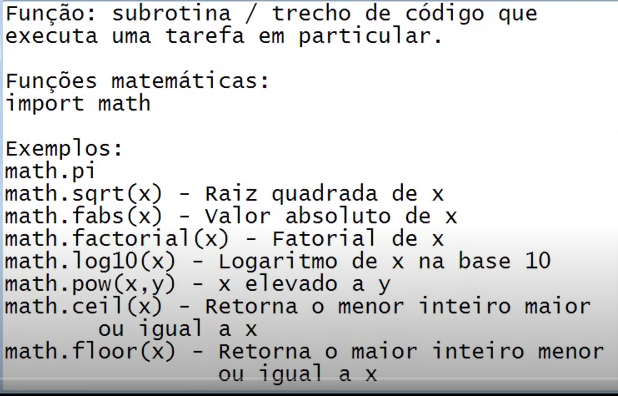 Função: subrotina / trecho de código que
executa uma tarefa em particular.
Funções matemáticas:
import math
Exemplos:
math.pi
math.sqrt(x) - Raiz quadrada de x
math.fabs(x) - Valor absoluto de x
math.factorial(x) - Fatorial de x
math.log10(x) - Logaritmo de x na base 10
math.pow(x,y) - x elevado a y
math.ceil(x) - Retorna o menor inteiro maior
ou igual a x
math.floor(x) - Retorna o maior inteiro menor
ou igual a x